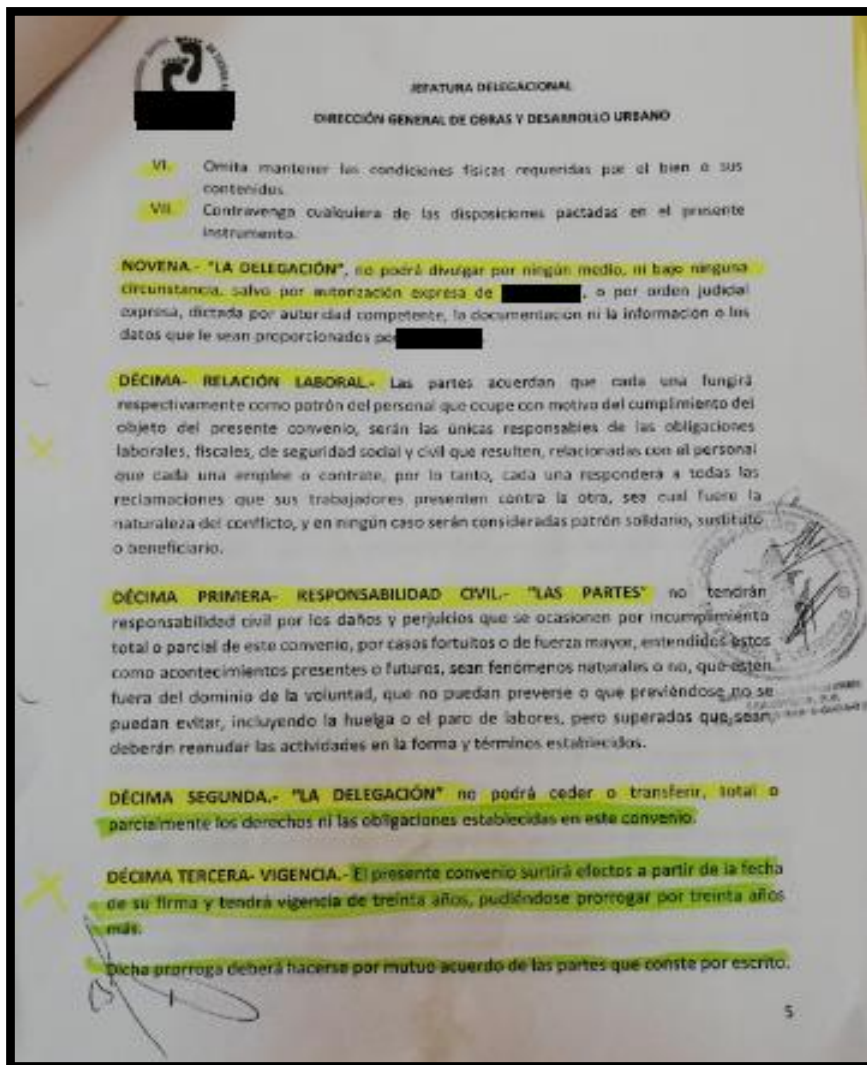 JEFATURA DELEGACIONAL
DIRECCIÓN GENERAL DE OBRAS Y DESARROLLO URBANO
VI. Omita mantener las condiciones físicas requeridas por el bien o sus
contenidos.
VII. Contravenga cualquiera de las disposiciones pactadas en el presente
instrumento.
NOVENA.- "LA DELEGACIÓN", no podrá divulgar por ningún medio, ni bajo ninguna
circunstancia, salvo por autorización expresa de , o por orden judicial
expresa, dictada por autoridad competente, la documentación ni la información o los
datos que le sean proporcionados por
DÉCIMA- RELACIÓN LABORAL.- Las partes acuerdan que cada una fungirá
respectivamente como patrón del personal que ocupe con motivo del cumplimiento del
objeto del presente convenio, serán las únicas responsables de las obligaciones
laborales, fiscales, de seguridad social y civil que resulten, relacionadas con el personal
que cada una emplee o contrate, por lo tanto, cada una responderá a todas las
reclamaciones que sus trabajadores presenten contra la otra, sea cual fuere la
naturaleza del conflicto, y en ningún caso serán consideradas patrón solidario, sustituto
o beneficiario.
DÉCIMA PRIMERA- RESPONSABILIDAD CIVIL.- "LAS PARTES" no tendrán
responsabilidad civil por los daños y perjuicios que se ocasionen por incumplimiento
total o parcial de este convenio, por casos fortuitos o de fuerza mayor, entendidos estos
como acontecimientos presentes o futuros, sean fenómenos naturales o no, que estén
fuera del dominio de la voluntad, que no puedan preverse o que previéndose no se
puedan evitar, incluyendo la huelga o el paro de labores, pero superados que sean,
deberán reanudar las actividades en la forma y términos establecidos.
DÉCIMA SEGUNDA.- "LA DELEGACIÓN" no podrá ceder o transferir, total o
parcialmente los derechos ni las obligaciones establecidas en este convenio.
DÉCIMA TERCERA- VIGENCIA.- El presente convenio surtirá efectos a partir de la fecha
de su firma y tendrá vigencia de treinta años, pudiéndose prorrogar por treinta años
más.
Dicha prorroga deberá hacerse por mutuo acuerdo de las partes que conste por escrito.
5